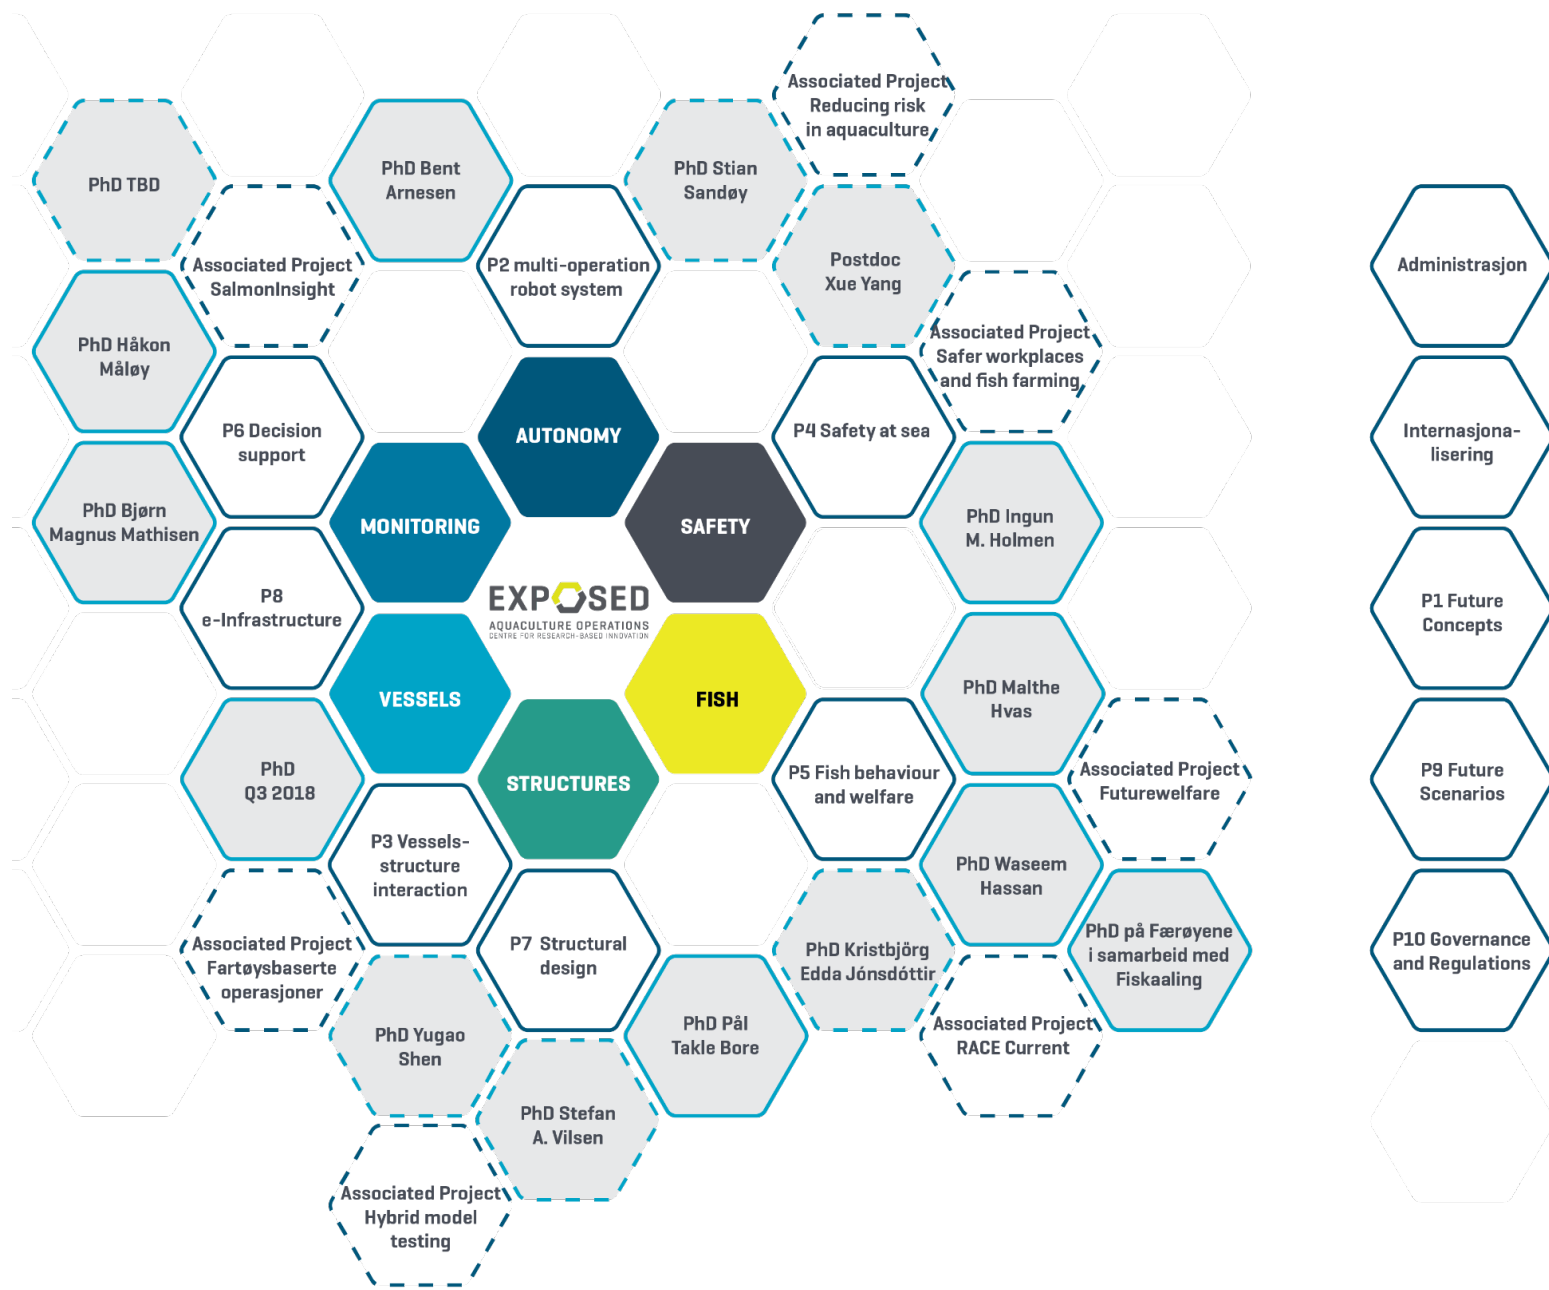 Associated Project
Reducing risk
in aquaculture
PhD TBD
PhD Bent
Arnesen
PhD Stian
Sandøy
Associated Project
SalmonInsight
P2 multi-operation
robot system
Postdoc
Xue Yang
Administrasjon
PhD Håkon
Måløy
Associated Project
Safer workplaces
and fish farming
P6 Decision
support
AUTONOMY
P4 Safety at sea
Internasjona-
lisering
PhD Bjørn
Magnus Mathisen
MONITORING
SAFETY
PhD Ingun
M. Holmen
P8
e-Infrastructure
EXPOSED
AQUACULTURE OPERATIONS
CENTRE FOR RESEARCH-BASED INNOVATION
P1 Future
Concepts
VESSELS
FISH
PhD Malthe
Hvas
PhD
Q3 2018
STRUCTURES
P5 Fish behaviour
and welfare
Associated Project
Futurewelfare
P9 Future
Scenarios
P3 Vessels-
structure
interaction
PhD Waseem
Hassan
Associated Project
Fartøysbaserte
operasjoner
P7 Structural
design
PhD Kristbjörg
Edda Jónsdóttir
PhD på Færøyene
i samarbeid med
Fiskaaling
P10 Governance
and Regulations
PhD Yugao
Shen
PhD Pål
Takle Bore
Associated Project
RACE Current
PhD Stefan
A. Vilsen
Associated Project
Hybrid model
testing